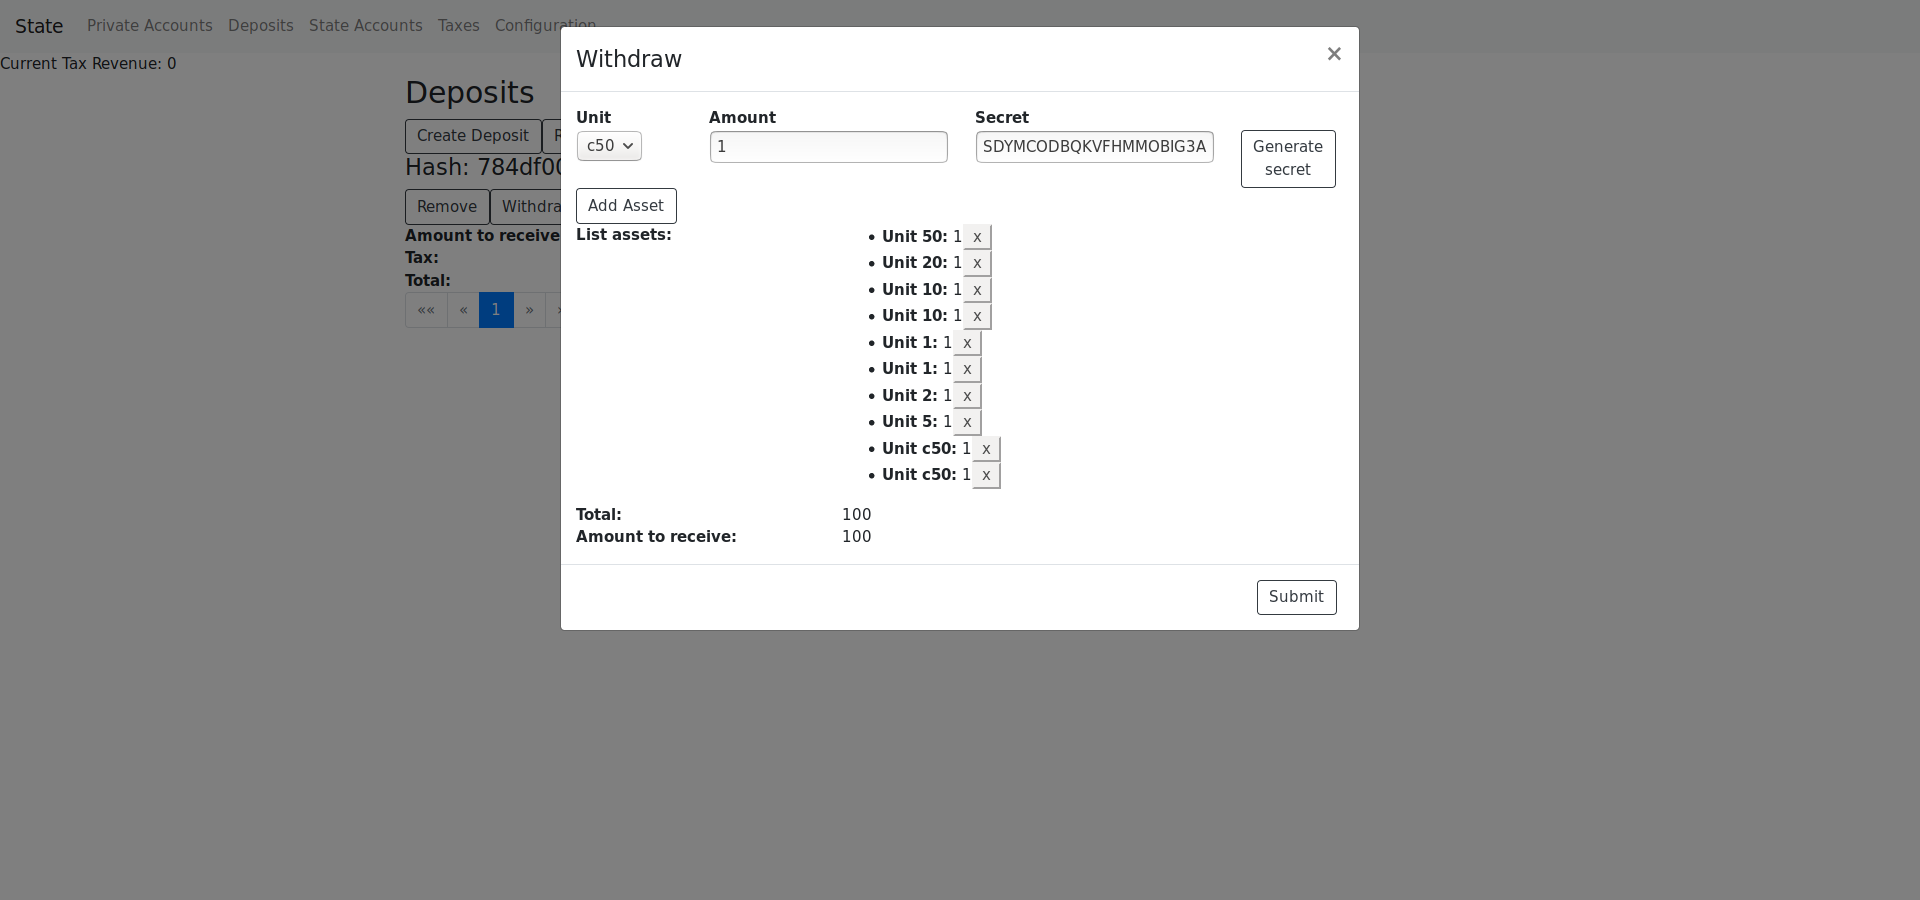 State Private Accounts Deposits State Accounts Taxes Configuration
Current Tax Revenue: 0
Deposits
Create Deposit
Hash: 784df00
Remove
Amount to receive
Tax:
Total:
«« « 1 »
Withdraw
×
Unit Amount Secret
c50 1 SDYMCODBQKVFHMMOBIG3A
Generate
secret
Add Asset
List assets:
• Unit 50: 1 x
• Unit 20: 1 x
• Unit 10: 1 x
• Unit 10: 1 x
• Unit 1: 1 x
• Unit 1: 1 x
• Unit 2: 1 x
• Unit 5: 1 x
• Unit c50: 1 x
• Unit c50: 1 x
Total: 100
Amount to receive: 100
Submit